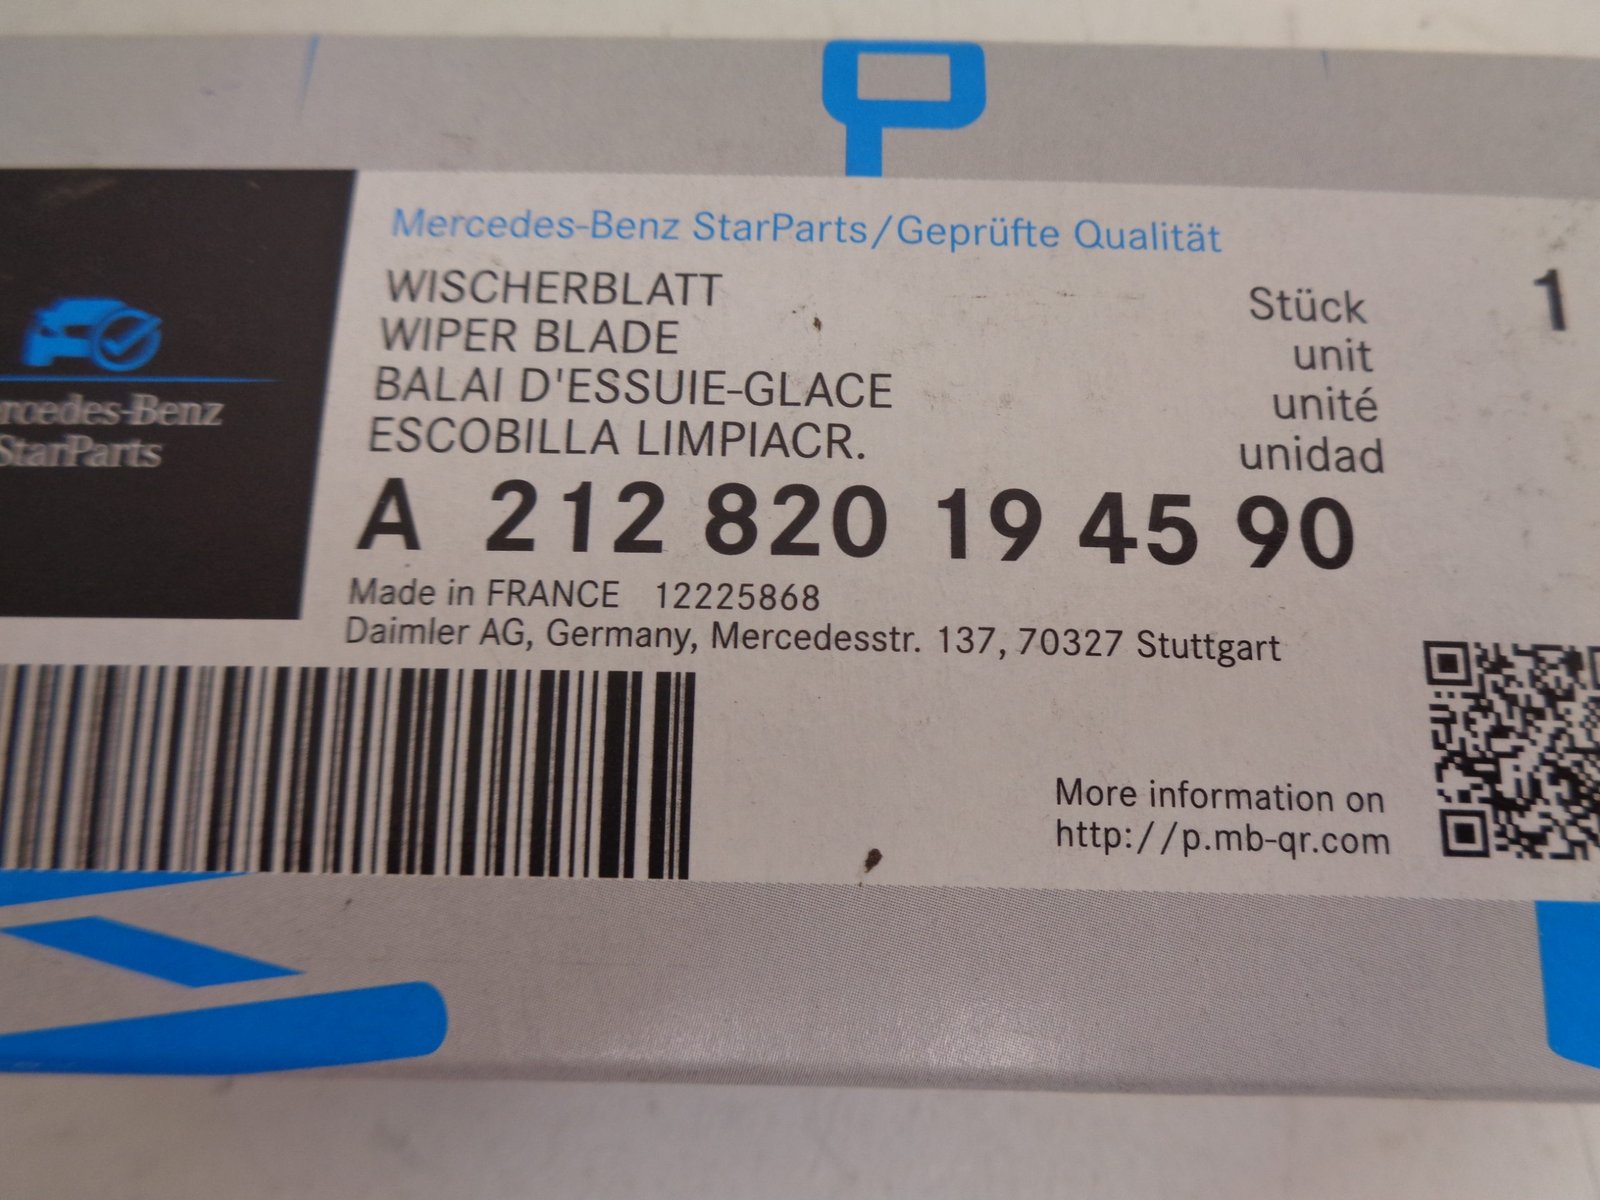 Mercedes-Benz StarParts/Geprüfte Qualität
WISCHERBLATT Stück 1
WIPER BLADE unit
BALAI D'ESSUIE-GLACE unité
ESCOBILLA LIMPIACR. unidad
rcedes-Benz
StarParts
A 212 820 19 45 90
Made in FRANCE 12225868
Daimler AG, Germany, Mercedesstr. 137, 70327 Stuttgart
More information on
http://p.mb-qr.com